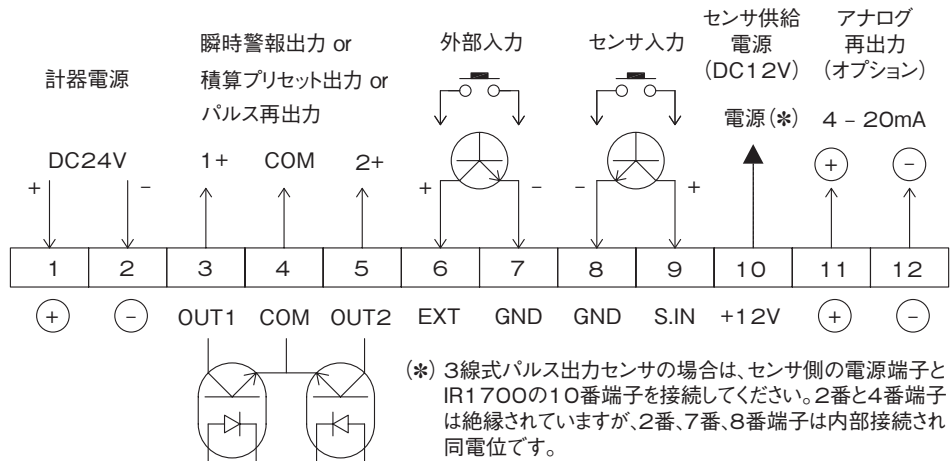 センサ供給 アナログ
瞬時警報出力 or 外部入力 センサ入力 電源 再出力
計器電源 積算プリセット出力 or (DC12V) (オプション)
パルス再出力 電源(✻) 4 – 20mA
DC24V 1+ COM 2+ + –
+ – + – – +
1 2 3 4 5 6 7 8 9 10 11 12
+ – OUT1 COM OUT2 EXT GND GND S.IN +12V + –
(✻) 3線式パルス出力センサの場合は、センサ側の電源端子と
IR1700の10番端子を接続してください。2番と4番端子
は絶縁されていますが、2番、7番、8番端子は内部接続され
同電位です。